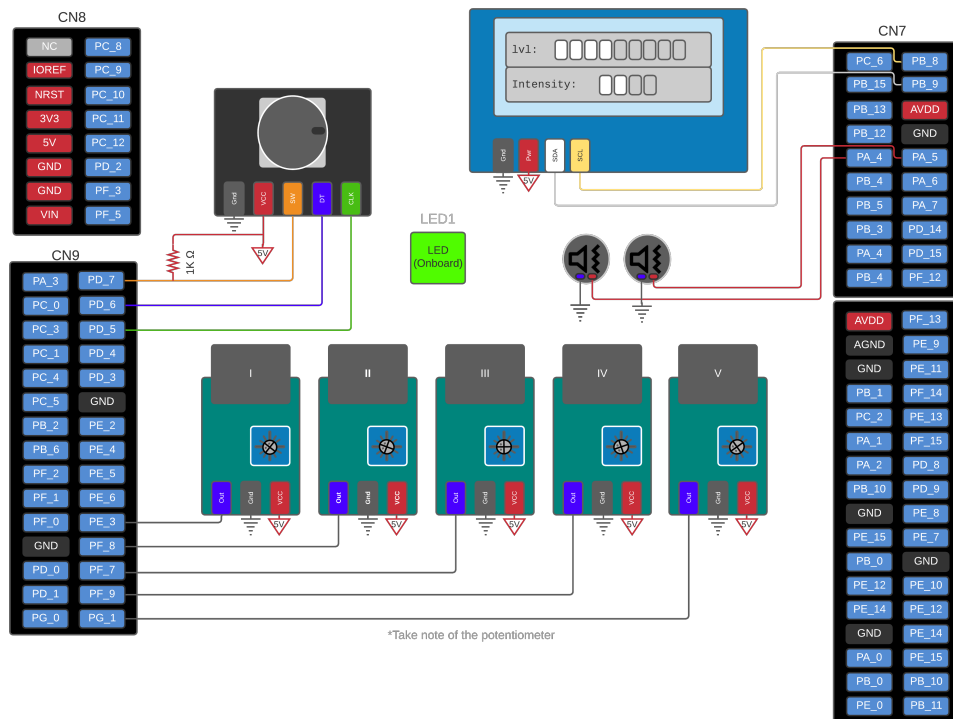 CN8
NC PC_8
IOREF PC_9
NRST PC_10
3V3 PC_11
5V PC_12
GND PD_2
GND PF_3
VIN PF_5
CN9
PA_3 PD_7
PC_0 PD_6
PC_3 PD_5
PC_1 PD_4
PC_4 PD_3
PC_5 GND
PB_2 PE_2
PB_6 PE_4
PF_2 PE_5
PF_1 PE_6
PF_0 PE_3
GND PF_8
PD_0 PF_7
PD_1 PF_9
PG_0 PG_1
Gnd VCC SW DT CLK
5V
1K Ω
lvl:
Intensity:
Gnd Pwr SDA SCL
5V
LED1
LED
(Onboard)
I II III IV V
Out Gnd VCC Out Gnd VCC Out Gnd VCC Out Gnd VCC Out Gnd VCC
5V 5V 5V 5V 5V
*Take note of the potentiometer
CN7
PC_6 PB_8
PB_15 PB_9
PB_13 AVDD
PB_12 GND
PA_4 PA_5
PB_4 PA_6
PB_5 PA_7
PB_3 PD_14
PA_4 PD_15
PB_4 PF_12
AVDD PF_13
AGND PE_9
GND PE_11
PB_1 PF_14
PC_2 PE_13
PA_1 PF_15
PA_2 PD_8
PB_10 PD_9
GND PE_8
PE_15 PE_7
PB_0 GND
PE_12 PE_10
PE_14 PE_12
GND PE_14
PA_0 PE_15
PB_0 PB_10
PE_0 PB_11